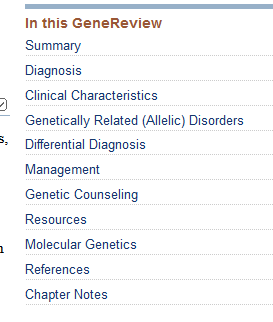 In this GeneReview
Summary
Diagnosis
Clinical Characteristics
Genetically Related (Allelic) Disorders
s,
Differential Diagnosis
Management
Genetic Counseling
Resources
Molecular Genetics
References
Chapter Notes